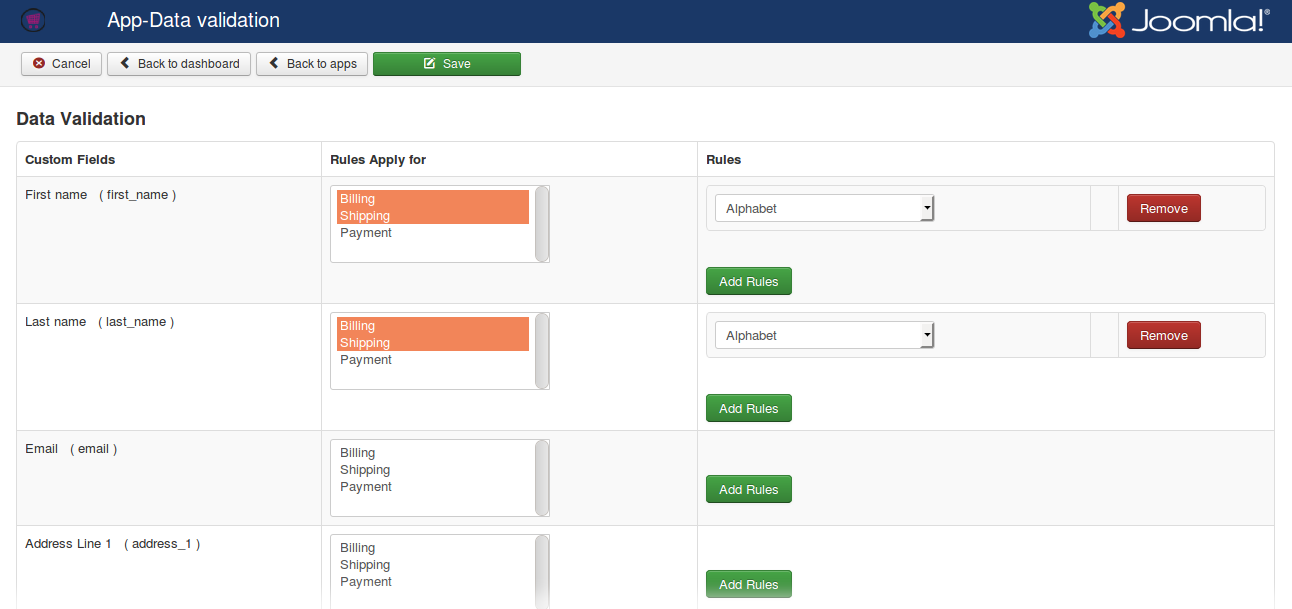 App-Data validation
Joomla!®
Cancel
Back to dashboard
Back to apps
Save
Data Validation
Custom Fields
Rules Apply for
Rules
First name ( first_name )
Billing
Shipping
Payment
Alphabet
Remove
Add Rules
Last name ( last_name )
Billing
Shipping
Payment
Alphabet
Remove
Add Rules
Email ( email )
Billing
Shipping
Payment
Add Rules
Address Line 1 ( address_1 )
Billing
Shipping
Payment
Add Rules